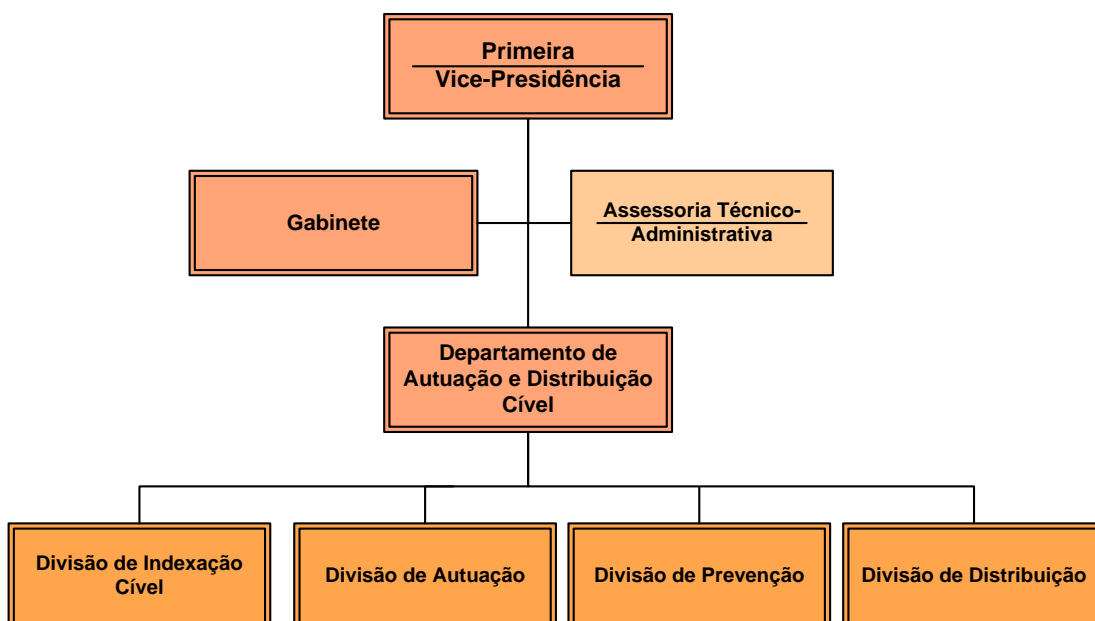 Primeira
Vice-Presidência
Gabinete
Assessoria Técnico-
Administrativa
Departamento de
Autuação e Distribuição
Cível
Divisão de Indexação
Cível
Divisão de Autuação
Divisão de Prevenção
Divisão de Distribuição